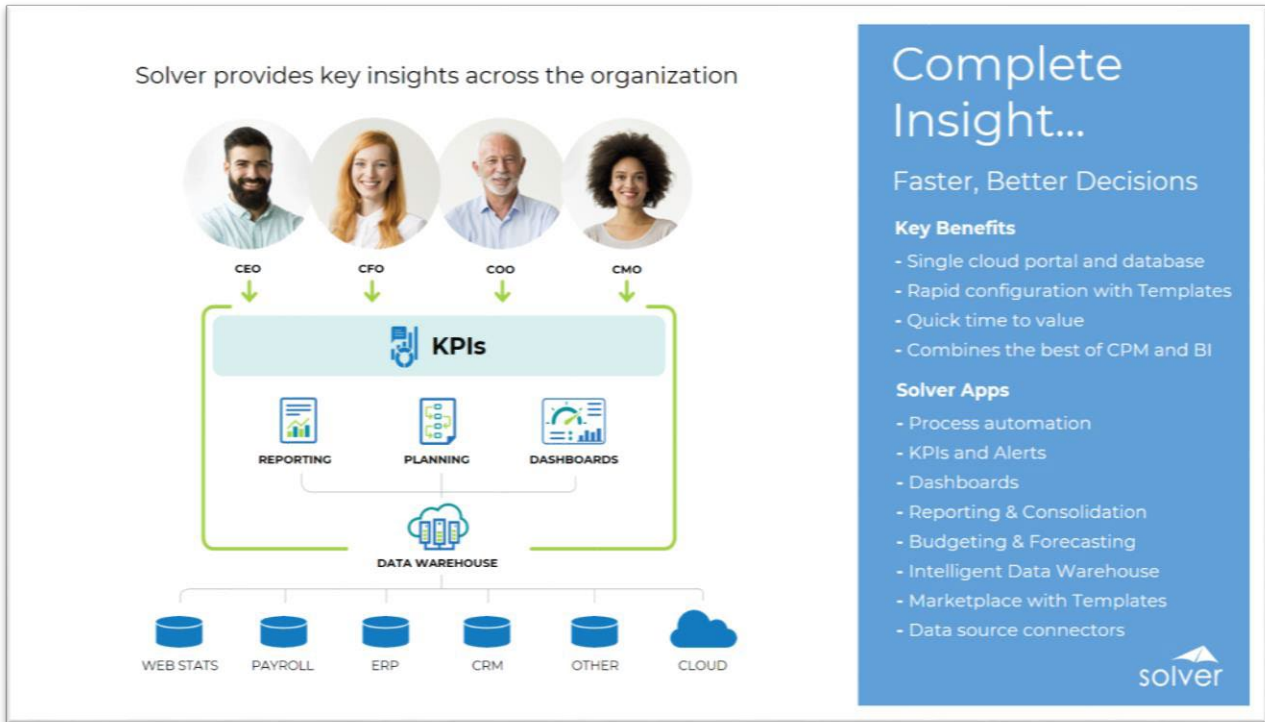 Solver provides key insights across the organization
CEO
CFO
COO
CMO
KPIs
REPORTING
PLANNING
DASHBOARDS
DATA WAREHOUSE
WEB STATS
PAYROLL
ERP
CRM
OTHER
CLOUD
Complete
Insight...
Faster, Better Decisions
Key Benefits
- Single cloud portal and database
- Rapid configuration with Templates
- Quick time to value
- Combines the best of CPM and BI
Solver Apps
- Process automation
- KPIs and Alerts
- Dashboards
- Reporting & Consolidation
- Budgeting & Forecasting
- Intelligent Data Warehouse
- Marketplace with Templates
- Data source connectors
solver